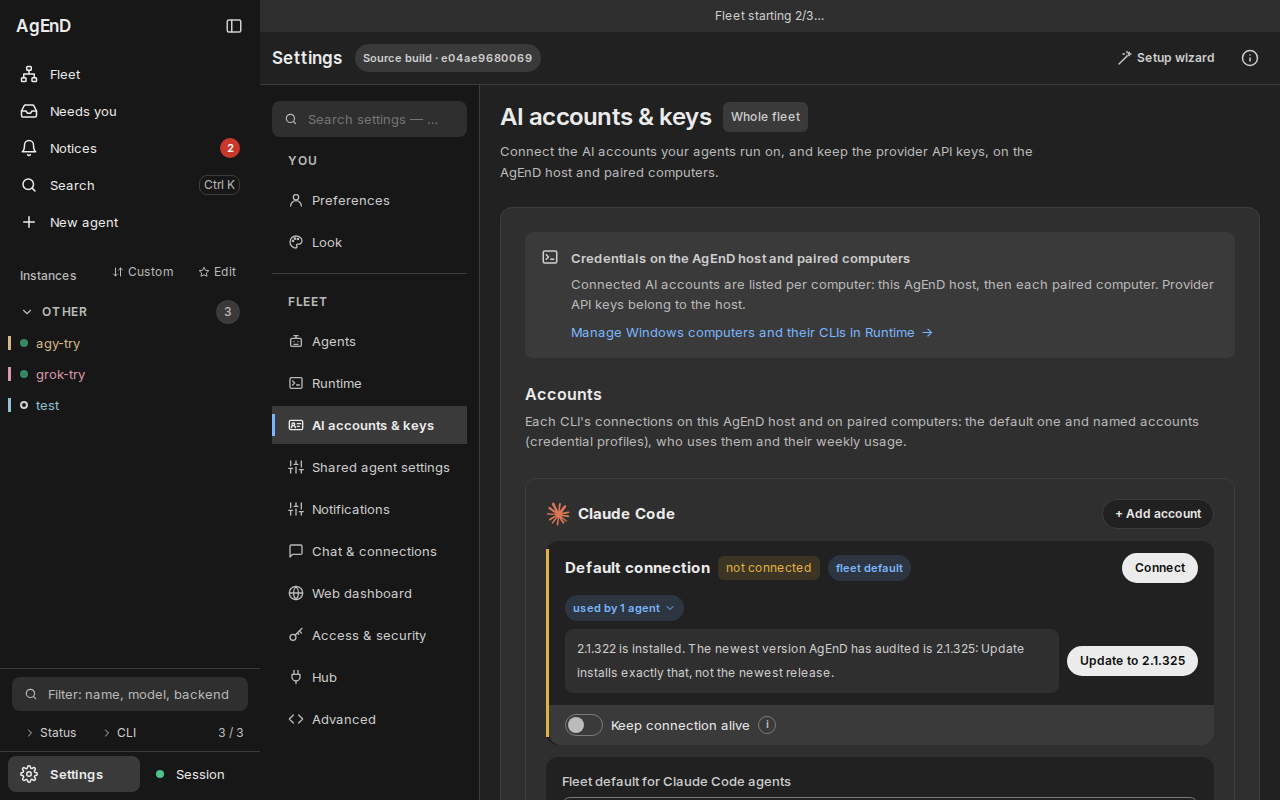 AgEnD
Fleet
Needs you
Notices
2
Search
Ctrl K
New agent
Instances
Custom
Edit
OTHER
3
agy-try
grok-try
test
Filter: name, model, backend
Status
CLI
3 / 3
Settings
Session
Fleet starting 2/3...
Settings
Source build · e04ae9680069
Setup wizard
Search settings — ...
YOU
Preferences
Look
FLEET
Agents
Runtime
AI accounts & keys
Shared agent settings
Notifications
Chat & connections
Web dashboard
Access & security
Hub
Advanced
AI accounts & keys
Whole fleet
Connect the AI accounts your agents run on, and keep the provider API keys, on the
AgEnD host and paired computers.
Credentials on the AgEnD host and paired computers
Connected AI accounts are listed per computer: this AgEnD host, then each paired computer. Provider
API keys belong to the host.
Manage Windows computers and their CLIs in Runtime →
Accounts
Each CLI's connections on this AgEnD host and on paired computers: the default one and named accounts
(credential profiles), who uses them and their weekly usage.
Claude Code
+ Add account
Default connection
not connected
fleet default
Connect
used by 1 agent
2.1.322 is installed. The newest version AgEnD has audited is 2.1.325: Update
installs exactly that, not the newest release.
Update to 2.1.325
Keep connection alive
i
Fleet default for Claude Code agents